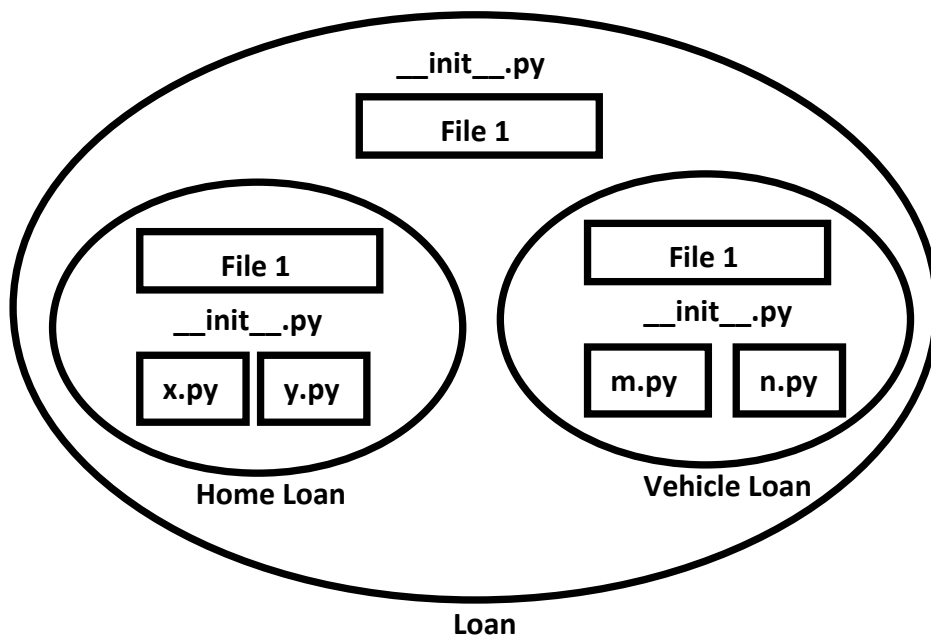 __init__.py
File 1
File 1
__init__.py
x.py
y.py
Home Loan
File 1
__init__.py
m.py
n.py
Vehicle Loan
Loan